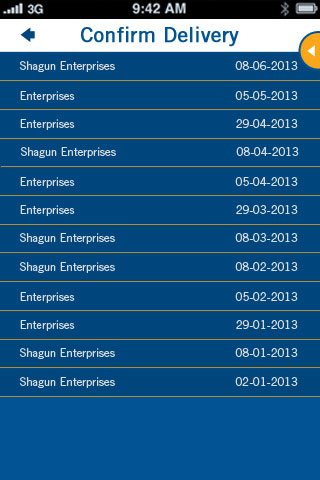 3G 9:42 AM
Confirm Delivery
Shagun Enterprises 08-06-2013
Enterprises 05-05-2013
Enterprises 29-04-2013
Shagun Enterprises 08-04-2013
Enterprises 05-04-2013
Enterprises 29-03-2013
Shagun Enterprises 08-03-2013
Shagun Enterprises 08-02-2013
Enterprises 05-02-2013
Enterprises 29-01-2013
Shagun Enterprises 08-01-2013
Shagun Enterprises 02-01-2013